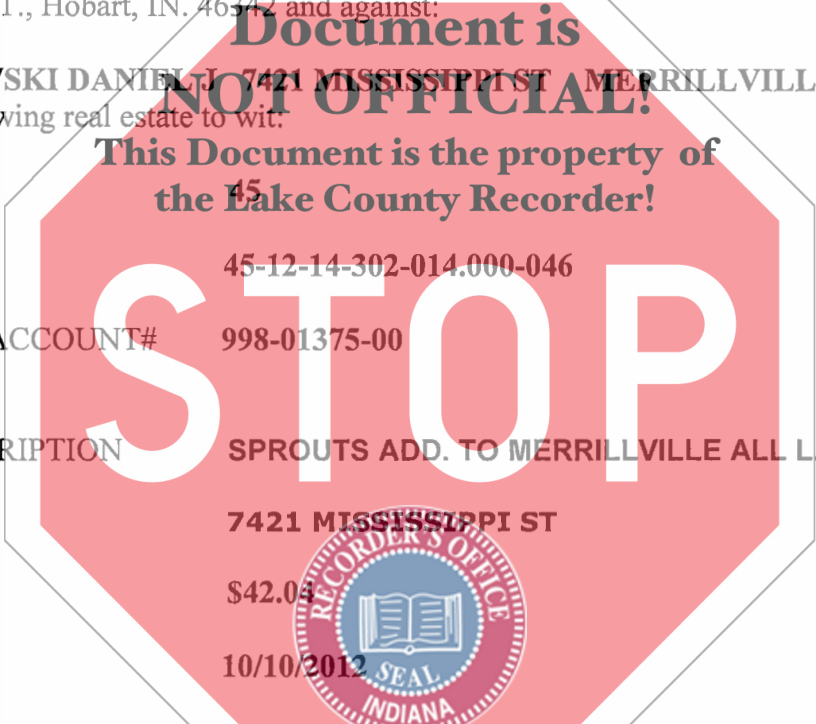 T., Hobart, IN. 46342 and against:
Document is
SKI DANIEL J 7421 MISSISSIPPI ST MERRILLVILL
NOT OFFICIAL!
wing real estate to wit:
This Document is the property of
45
the Lake County Recorder!
45-12-14-302-014.000-046
STOP
ACCOUNT# 998-01375-00
RIPTION SPROUTS ADD. TO MERRILLVILLE ALL L
7421 MISSISSIPPI ST
RECORDER'S OFFICE
$42.04
10/10/2012
SEAL
INDIANA